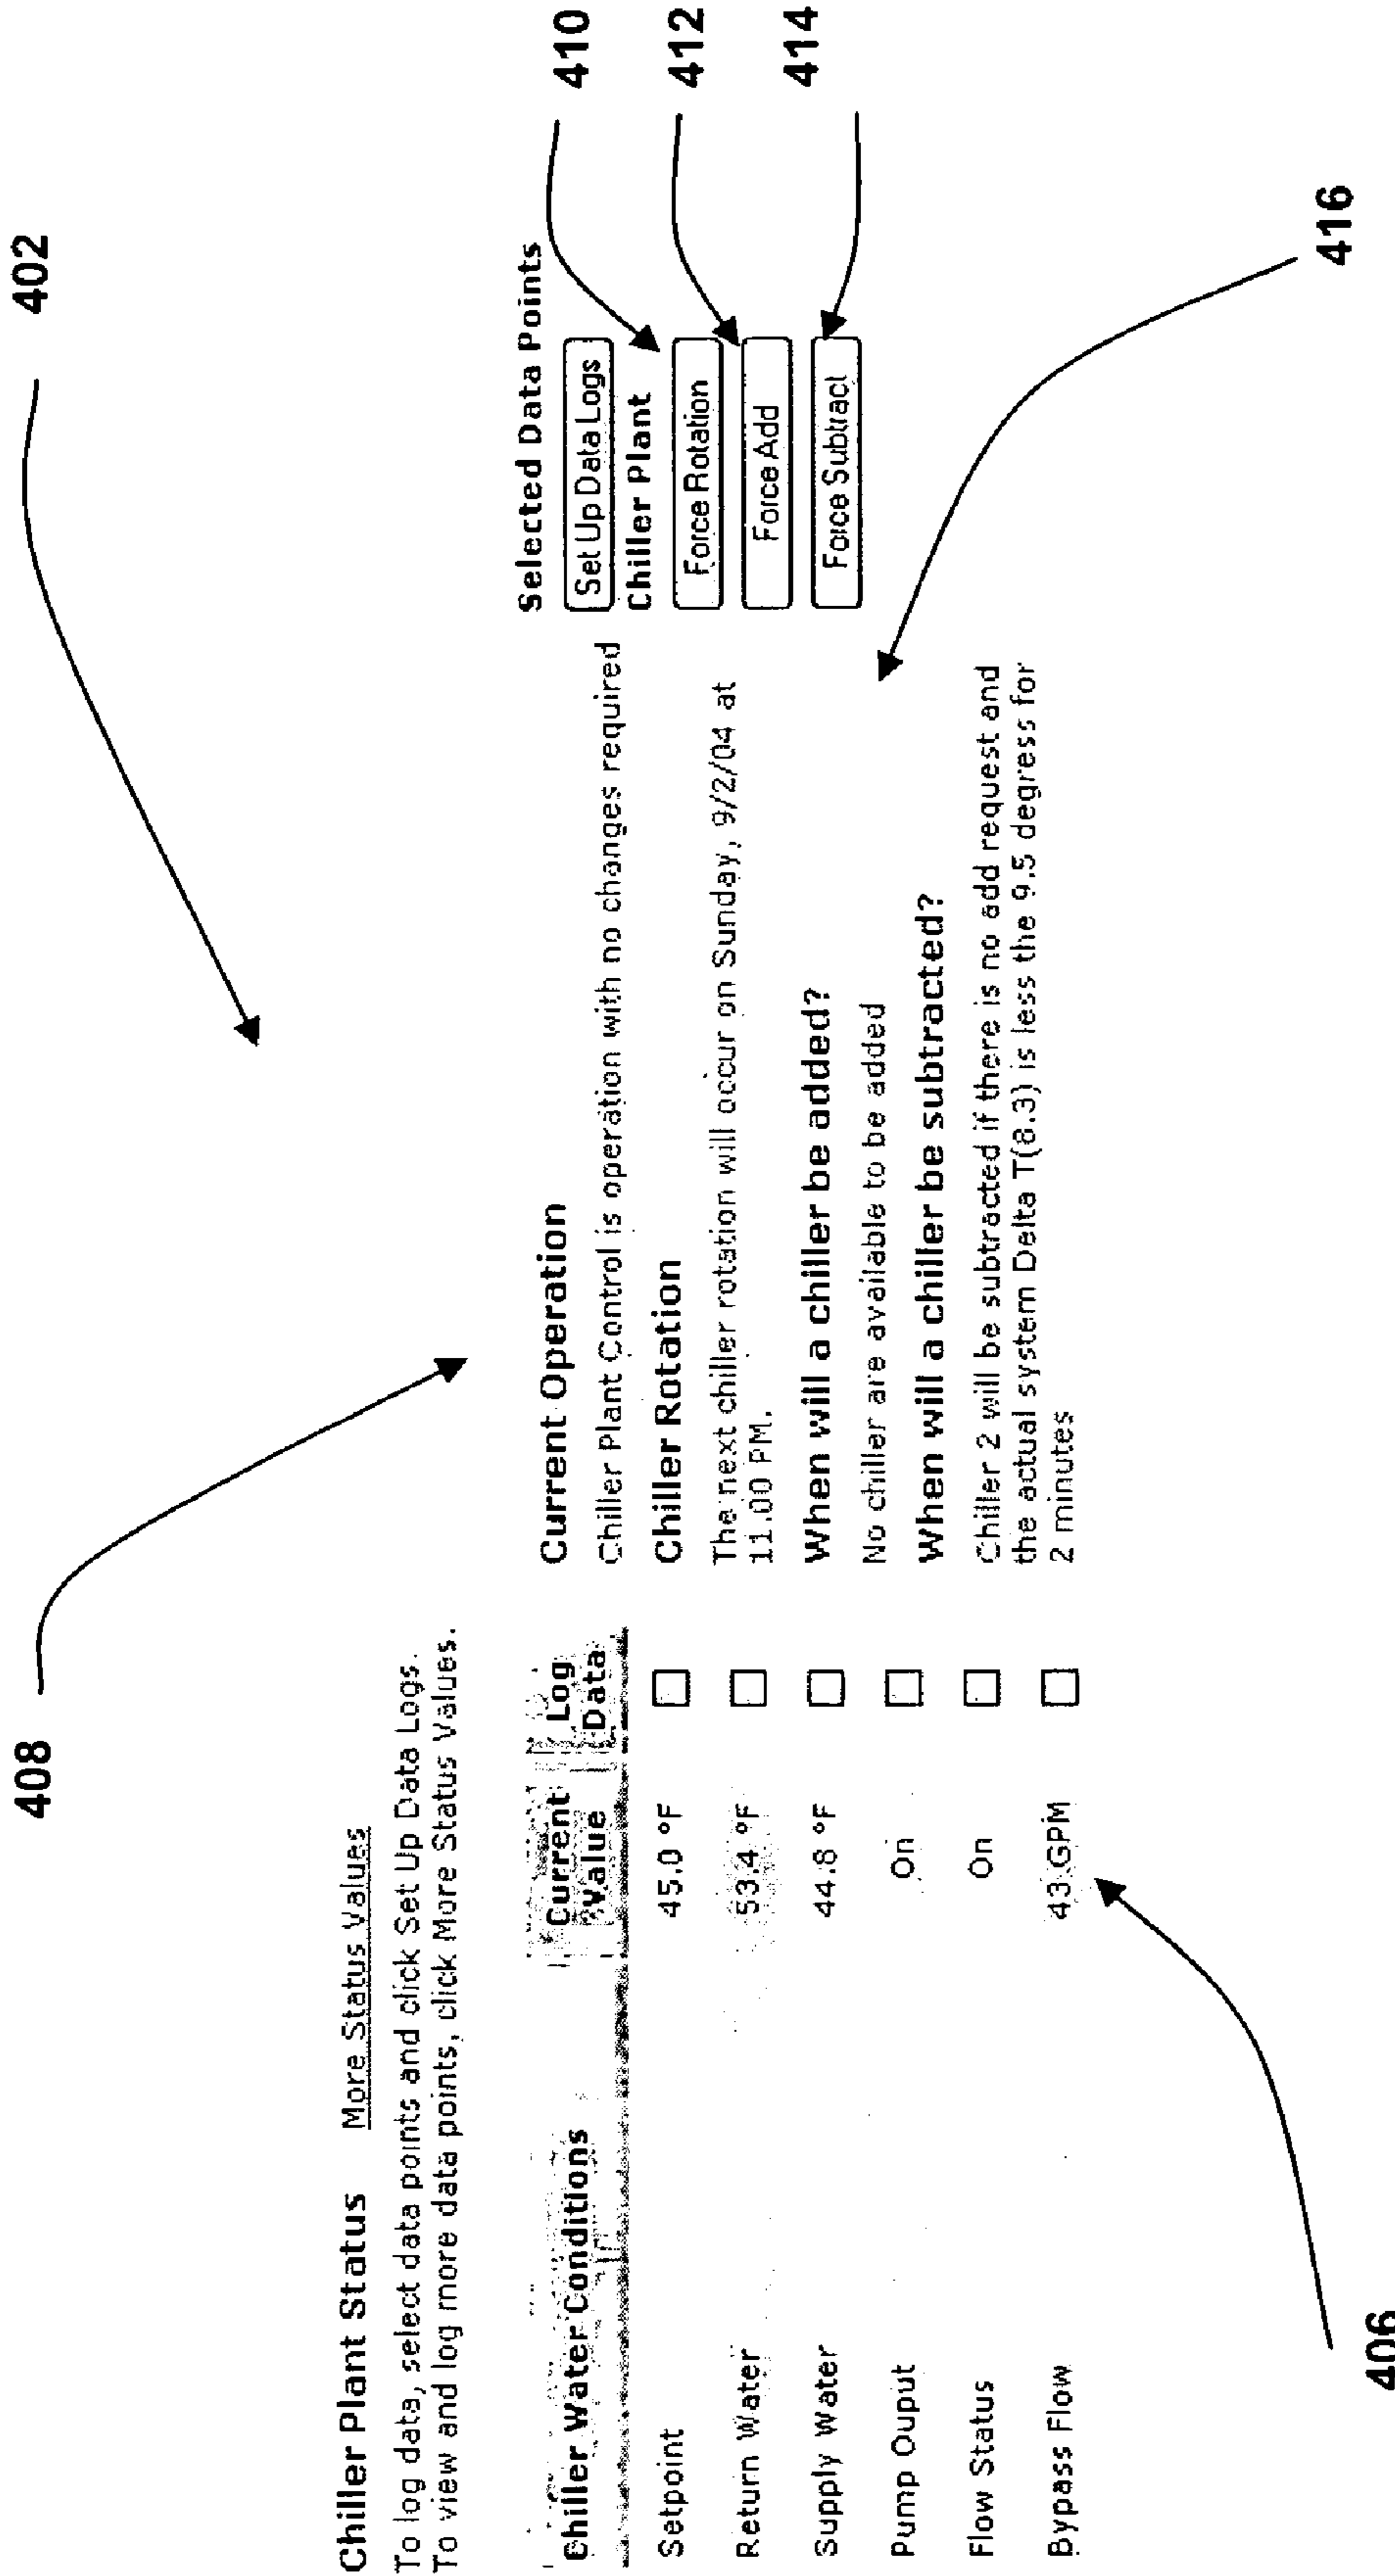 402
408
Chiller Plant Status More Status Values
To log data, select data points and click Set Up Data Logs.
To view and log more data points, click More Status Values.
Chiller Water Conditions Current Value Log Data
Setpoint 45.0 °F
Return Water 53.4 °F
Supply Water 44.8 °F
Pump Ouput On
Flow Status On
Bypass Flow 43 GPM
406
Current Operation
Chiller Plant Control is operation with no changes required
Chiller Rotation
The next chiller rotation will occur on Sunday, 9/2/04 at
11.00 PM.
When will a chiller be added?
No chiller are available to be added
When will a chiller be subtracted?
Chiller 2 will be subtracted if there is no add request and
the actual system Delta T(8.3) is less the 9.5 degress for
2 minutes
Selected Data Points
Set Up Data Logs
Chiller Plant
Force Rotation
Force Add
Force Subtract
410
412
414
416